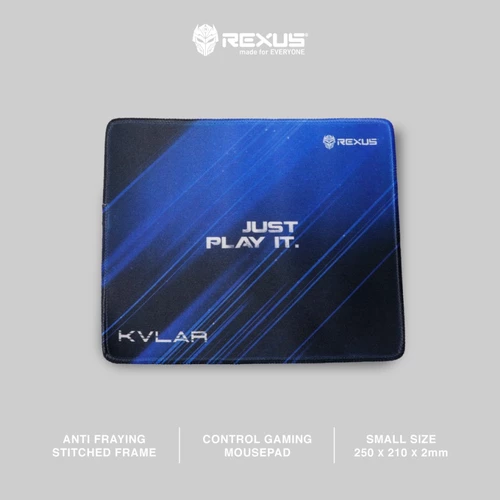 REXUS
made for EVERYONE
REXUS
JUST
PLAY IT.
KVLAR
ANTI FRAYING
STITCHED FRAME
CONTROL GAMING
MOUSEPAD
SMALL SIZE
250 x 210 x 2mm